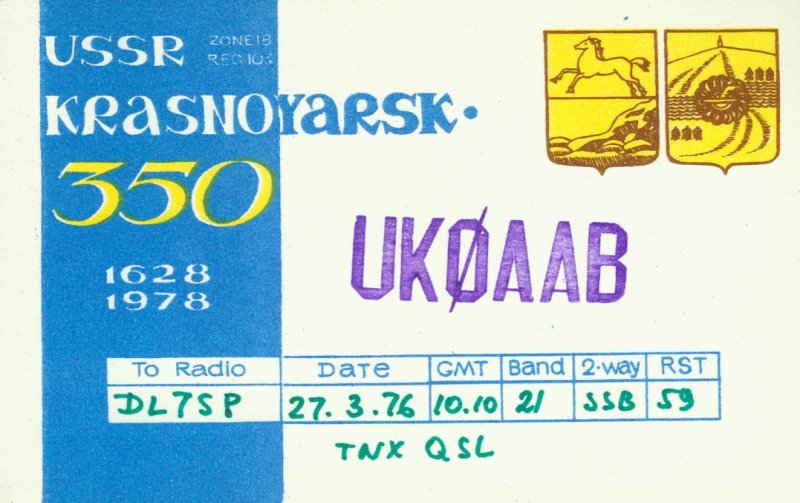 USSR ZONE 18
REG 103
KRASNOYARSK·
350
UKØAAB
1628
1978
To Radio Date GMT Band 2·way RST
DL7SP 27.3.76 10.10 21 SSB 59
TNX QSL